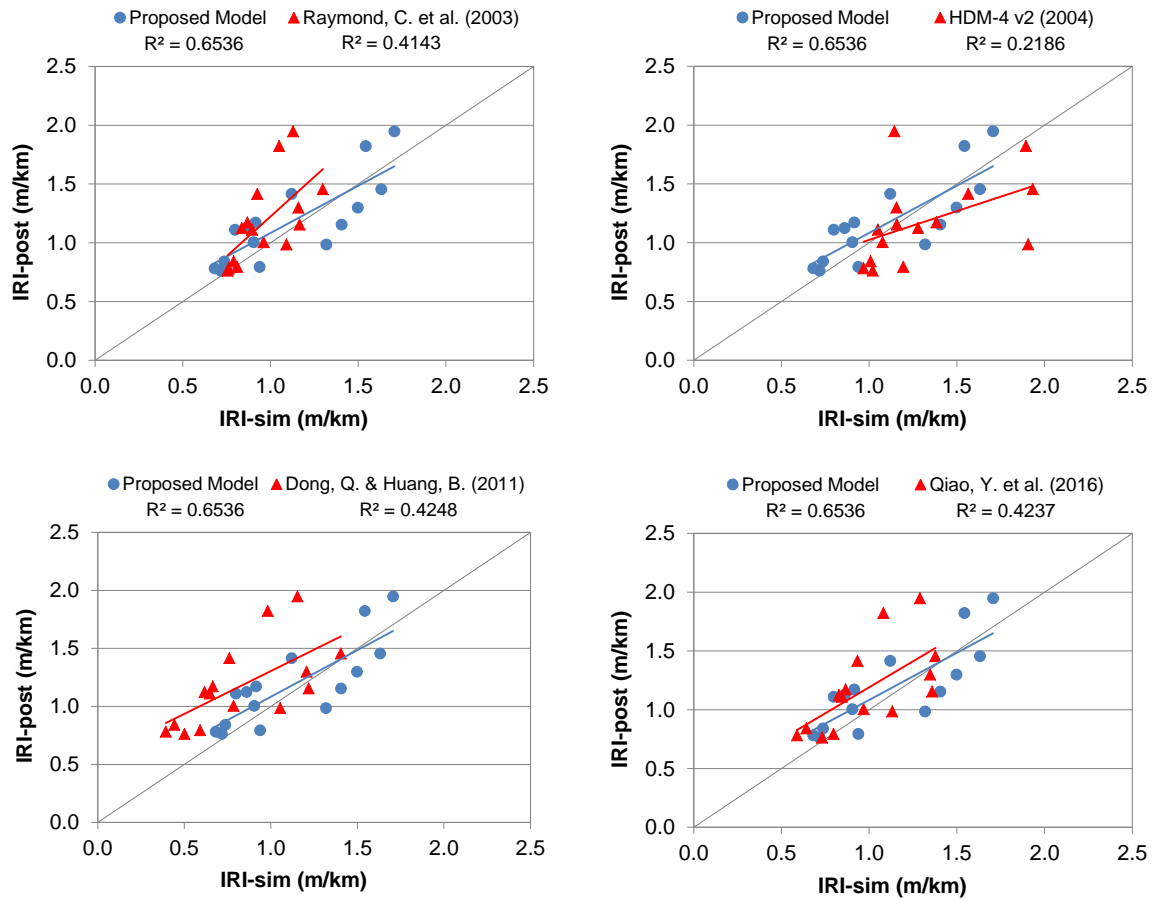 Proposed Model Raymond, C. et al. (2003)
R² = 0.6536 R² = 0.4143
2.5
2.0
1.5
1.0
0.5
0.0
IRI-post (m/km)
0.0 0.5 1.0 1.5 2.0 2.5
IRI-sim (m/km)
Proposed Model HDM-4 v2 (2004)
R² = 0.6536 R² = 0.2186
2.5
2.0
1.5
1.0
0.5
0.0
IRI-post (m/km)
0.0 0.5 1.0 1.5 2.0 2.5
IRI-sim (m/km)
Proposed Model Dong, Q. & Huang, B. (2011)
R² = 0.6536 R² = 0.4248
2.5
2.0
1.5
1.0
0.5
0.0
IRI-post (m/km)
0.0 0.5 1.0 1.5 2.0 2.5
IRI-sim (m/km)
Proposed Model Qiao, Y. et al. (2016)
R² = 0.6536 R² = 0.4237
2.5
2.0
1.5
1.0
0.5
0.0
IRI-post (m/km)
0.0 0.5 1.0 1.5 2.0 2.5
IRI-sim (m/km)